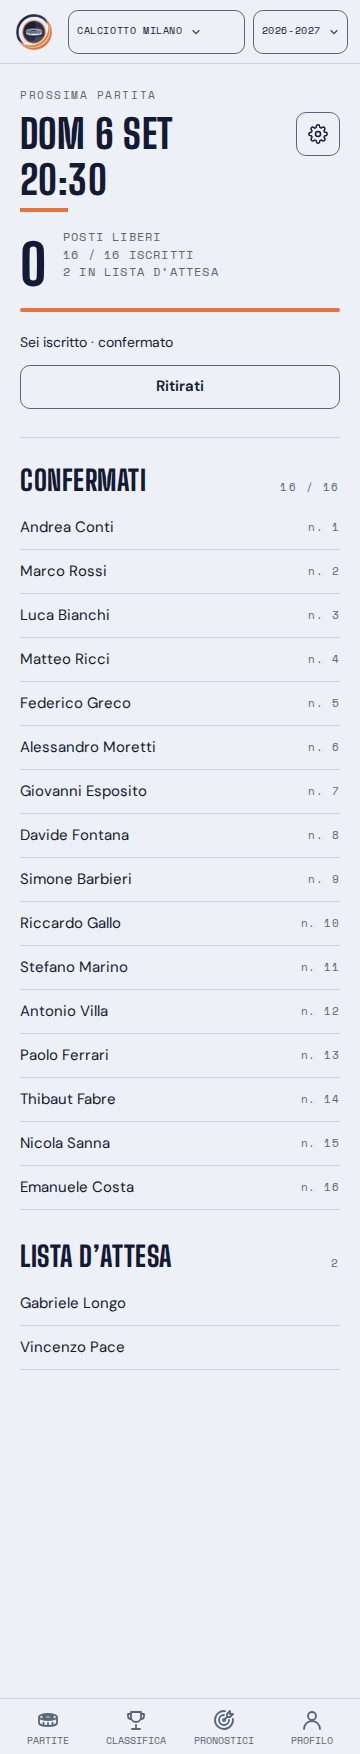 CALCIOTTO MILANO
2026-2027
PROSSIMA PARTITA
DOM 6 SET
20:30
0
POSTI LIBERI
16 / 16 ISCRITTI
2 IN LISTA D'ATTESA
Sei iscritto · confermato
Ritirati
CONFERMATI 16 / 16
Andrea Conti n. 1
Marco Rossi n. 2
Luca Bianchi n. 3
Matteo Ricci n. 4
Federico Greco n. 5
Alessandro Moretti n. 6
Giovanni Esposito n. 7
Davide Fontana n. 8
Simone Barbieri n. 9
Riccardo Gallo n. 10
Stefano Marino n. 11
Antonio Villa n. 12
Paolo Ferrari n. 13
Thibaut Fabre n. 14
Nicola Sanna n. 15
Emanuele Costa n. 16
LISTA D’ATTESA 2
Gabriele Longo
Vincenzo Pace
PARTITE
CLASSIFICA
PRONOSTICI
PROFILO